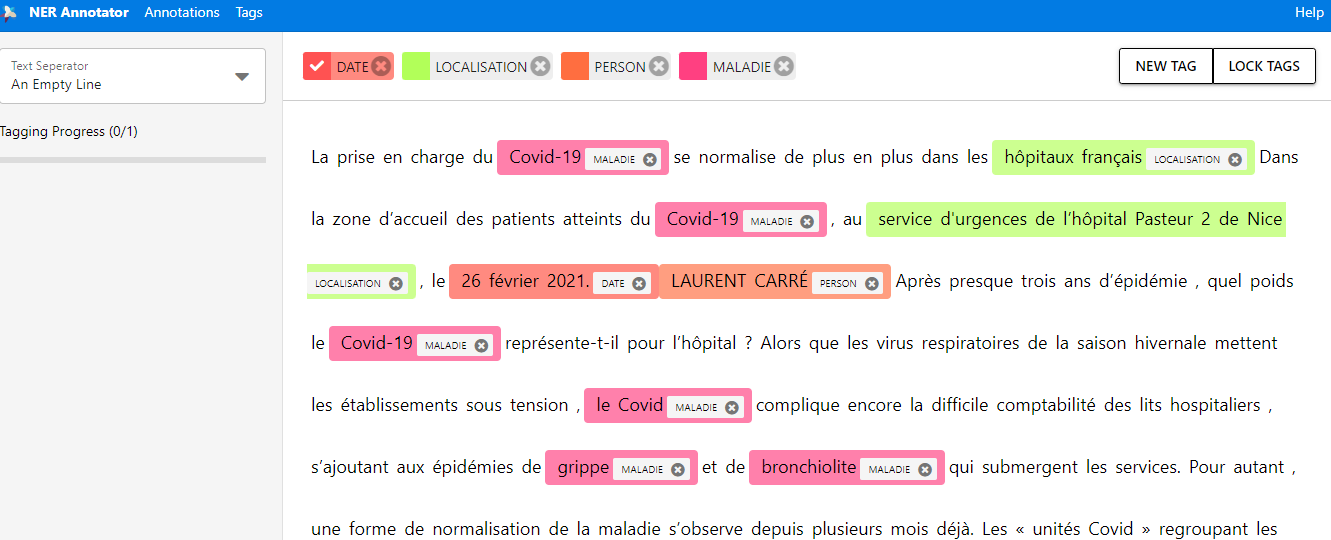 NER Annotator Annotations Tags Help
Text Seperator
An Empty Line
Tagging Progress (0/1)
DATE LOCALISATION PERSON MALADIE NEW TAG LOCK TAGS
La prise en charge du Covid-19 MALADIE se normalise de plus en plus dans les hôpitaux français LOCALISATION Dans
la zone d’accueil des patients atteints du Covid-19 MALADIE , au service d'urgences de l’hôpital Pasteur 2 de Nice
LOCALISATION , le 26 février 2021. DATE LAURENT CARRÉ PERSON Après presque trois ans d’épidémie , quel poids
le Covid-19 MALADIE représente-t-il pour l’hôpital ? Alors que les virus respiratoires de la saison hivernale mettent
les établissements sous tension , le Covid MALADIE complique encore la difficile comptabilité des lits hospitaliers ,
s’ajoutant aux épidémies de grippe MALADIE et de bronchiolite MALADIE qui submergent les services. Pour autant ,
une forme de normalisation de la maladie s’observe depuis plusieurs mois déjà. Les « unités Covid » regroupant les